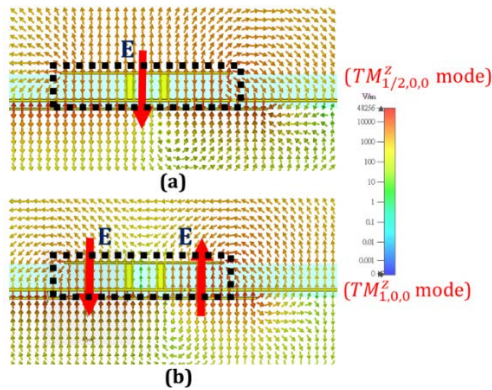 E
(TM^Z_{1/2,0,0} mode)
V/m
48256
10000
1000
100
10
1
0.1
0.01
0.001
0
(a)
E E
(TM^Z_{1,0,0} mode)
(b)